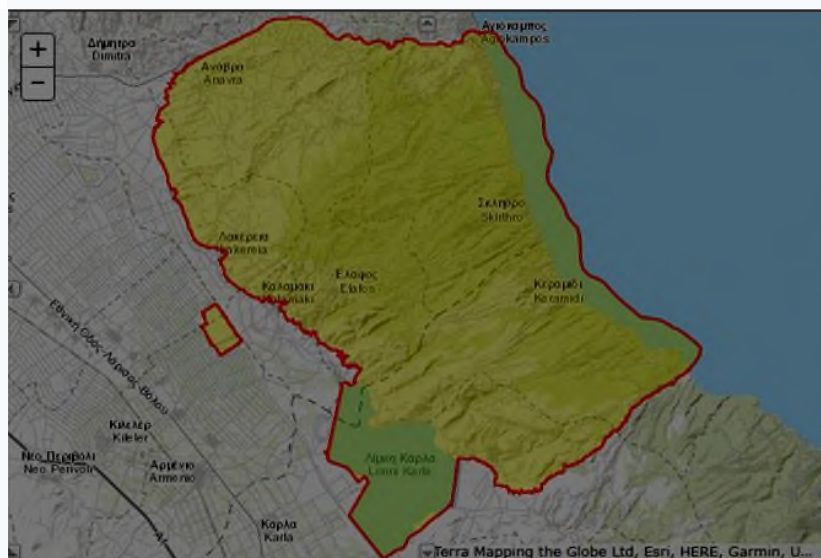 Αγιόκαμπος
Agiokampos
Δήμητρα
Dimitra
+
−
Ανάβρα
Anavra
Σκλήθρο
Sklithro
Λακέρεια
Lakereia
Καλαμάκι
Kalamaki
Έλαφος
Elafos
Κεραμίδι
Keramidi
Εθνική Οδός Λάρισας-Βόλου
Κιλελέρ
Kileler
Νέο Περιβόλι
Neo Perivoli
Αρμένιο
Armenio
Λίμνη Κάρλα
Limni Karla
Κάρλα
Karla
Terra Mapping the Globe Ltd, Esri, HERE, Garmin, U...